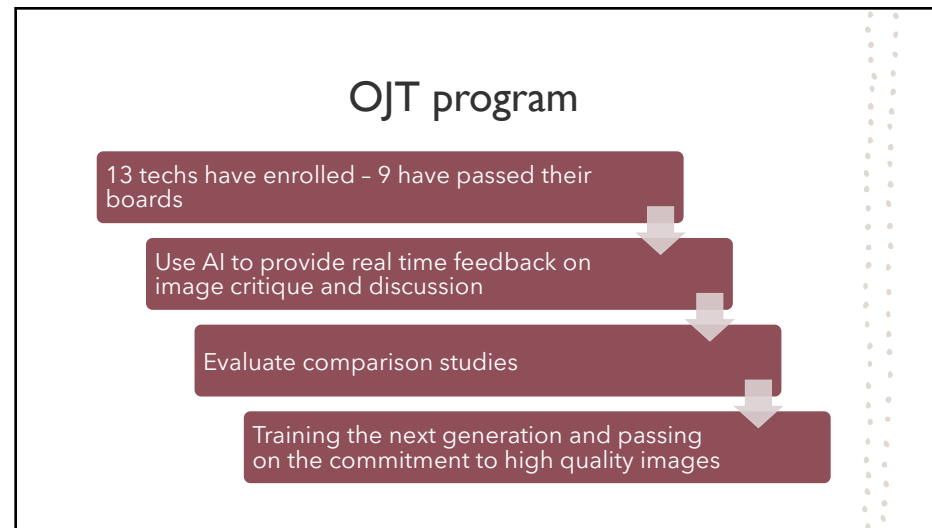 OJT program
13 techs have enrolled – 9 have passed their
boards
Use AI to provide real time feedback on
image critique and discussion
Evaluate comparison studies
Training the next generation and passing
on the commitment to high quality images